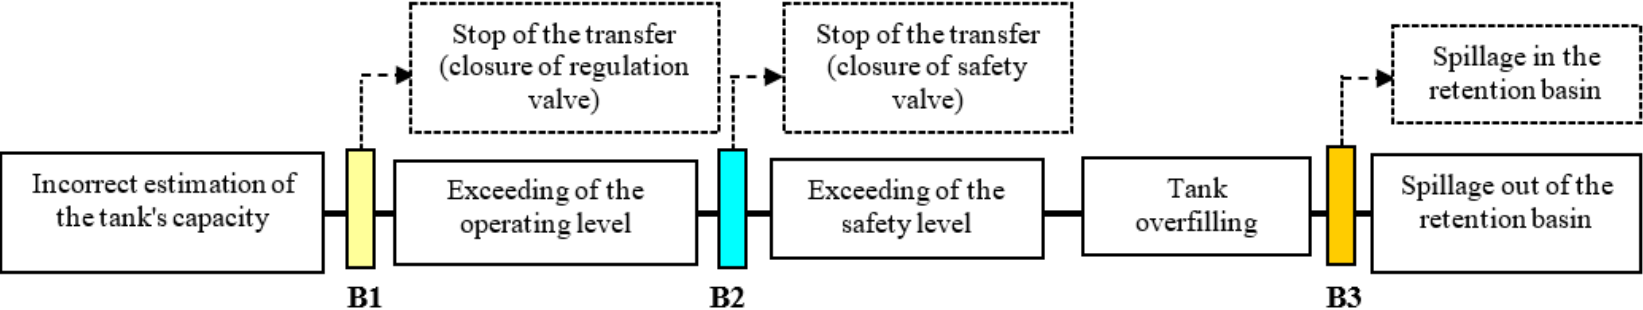 Stop of the transfer
(closure of regulation
valve)
Stop of the transfer
(closure of safety
valve)
Spillage in the
retention basin
Incorrect estimation of
the tank's capacity
Exceeding of the
operating level
Exceeding of the
safety level
Tank
overfilling
Spillage out of the
retention basin
B1
B2
B3